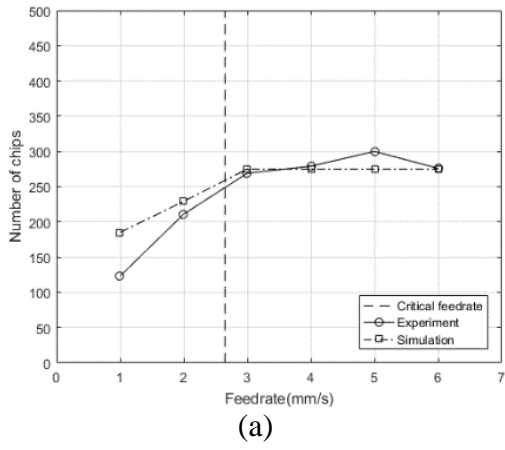 500
450
400
350
300
250
200
150
100
50
0
Number of chips
Critical feedrate
Experiment
Simulation
0 1 2 3 4 5 6 7
Feedrate(mm/s)
(a)